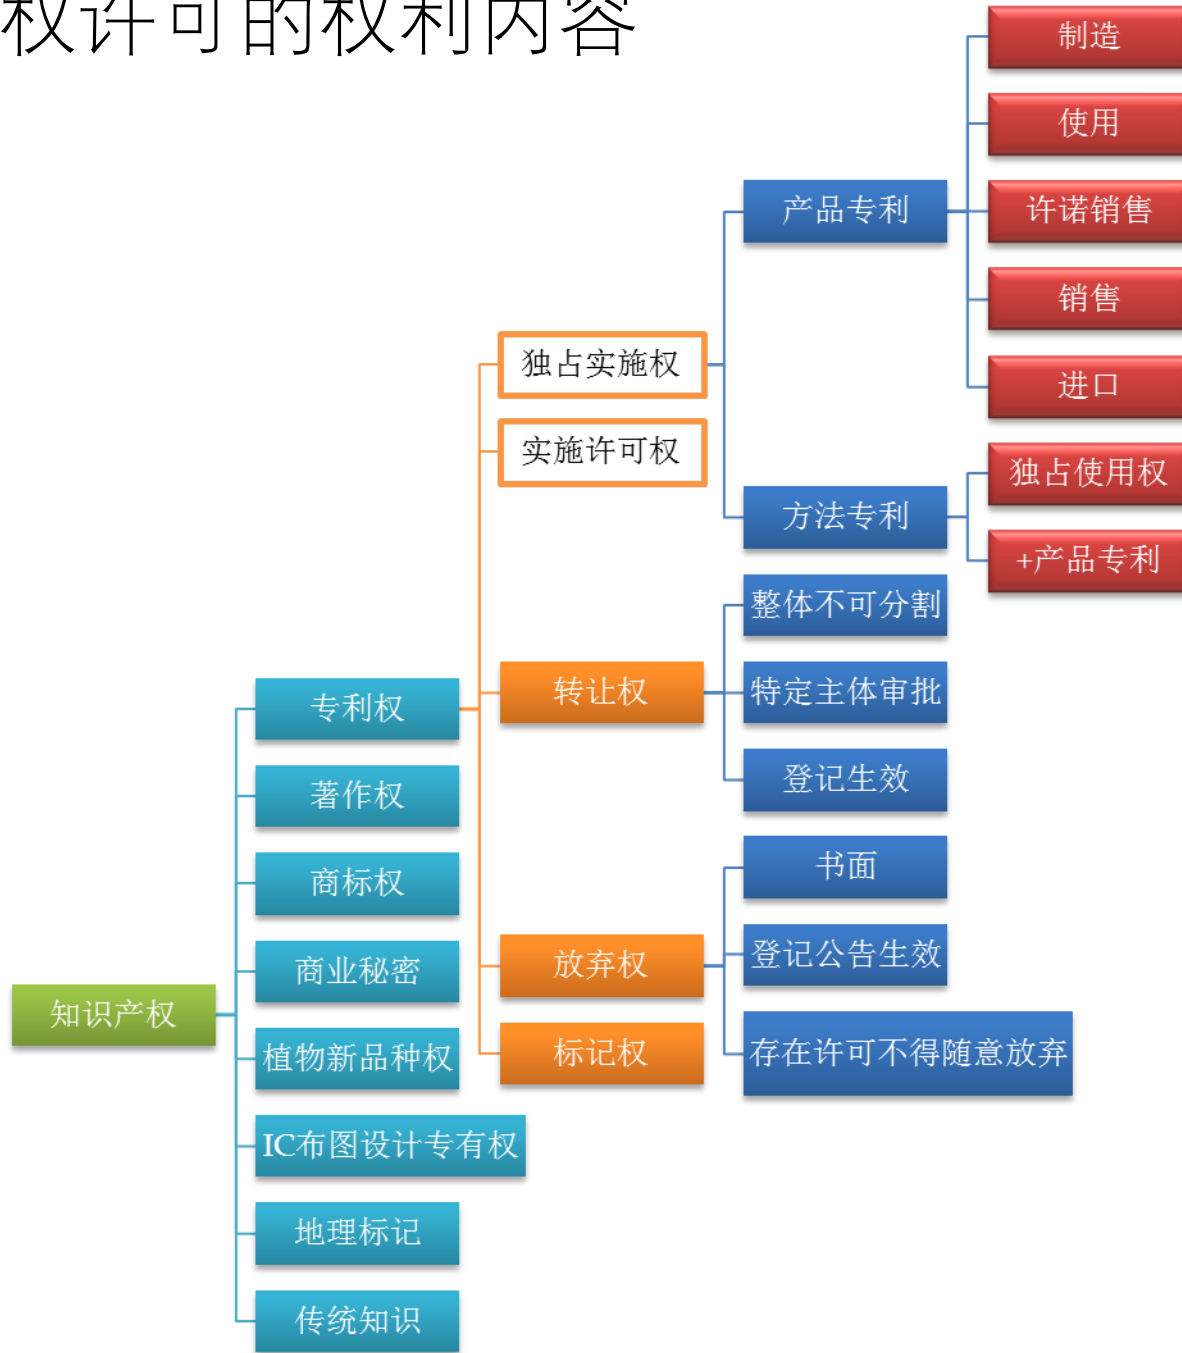 权许可的权利内容
制造
使用
许诺销售
销售
进口
独占使用权
+产品专利
产品专利
方法专利
独占实施权
实施许可权
整体不可分割
特定主体审批
登记生效
转让权
书面
登记公告生效
存在许可不得随意放弃
放弃权
标记权
专利权
著作权
商标权
商业秘密
植物新品种权
IC布图设计专有权
地理标记
传统知识
知识产权